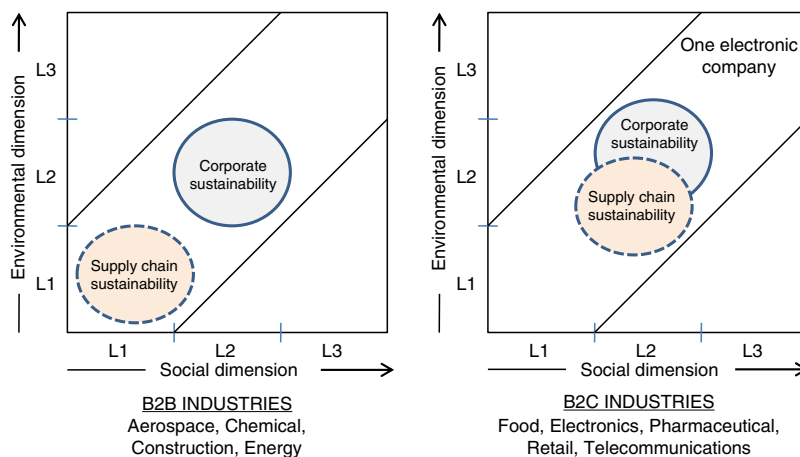 Environmental dimension
L3
L2
L1
Corporate
sustainability
Supply chain
sustainability
L1
L2
L3
Social dimension
B2B INDUSTRIES
Aerospace, Chemical,
Construction, Energy
Environmental dimension
L3
L2
L1
One electronic
company
Corporate
sustainability
Supply chain
sustainability
L1
L2
L3
Social dimension
B2C INDUSTRIES
Food, Electronics, Pharmaceutical,
Retail, Telecommunications